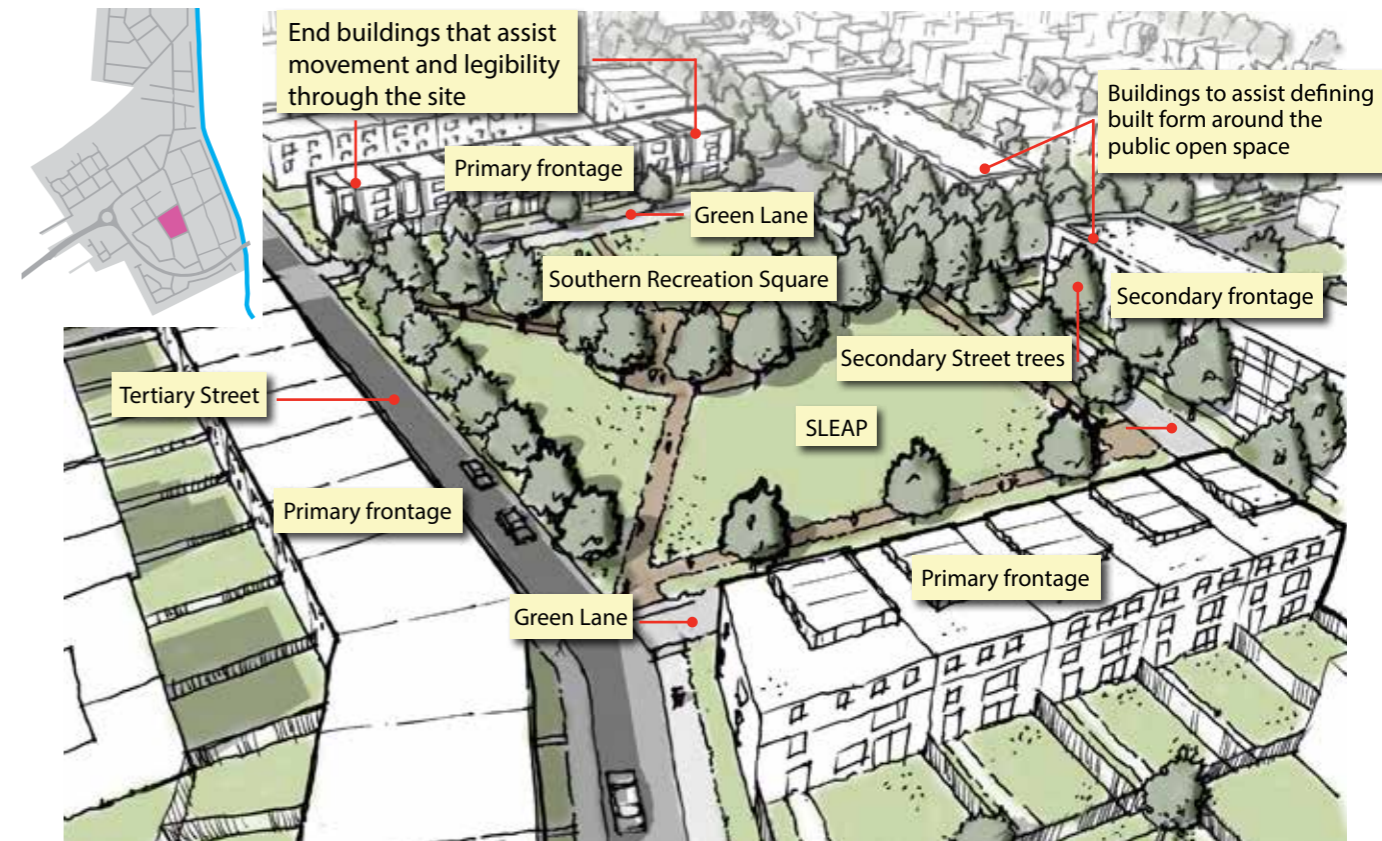 End buildings that assist
movement and legibility
through the site
Buildings to assist defining
built form around the
public open space
Primary frontage
Green Lane
Southern Recreation Square
Secondary frontage
Secondary Street trees
Tertiary Street
SLEAP
Primary frontage
Primary frontage
Green Lane